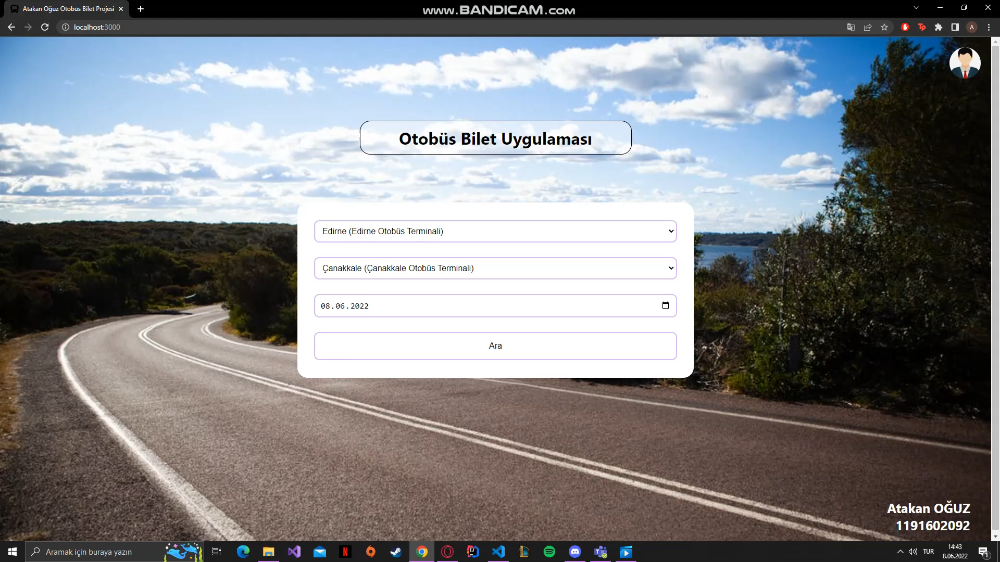 Atakan Oğuz Otobüs Bilet Projesi
www.BANDICAM.com
localhost:3000
Tp
A
Otobüs Bilet Uygulaması
Edirne (Edirne Otobüs Terminali)
Çanakkale (Çanakkale Otobüs Terminali)
08.06.2022
Ara
Atakan OĞUZ
1191602092
Aramak için buraya yazın
TUR
14:43
8.06.2022
1